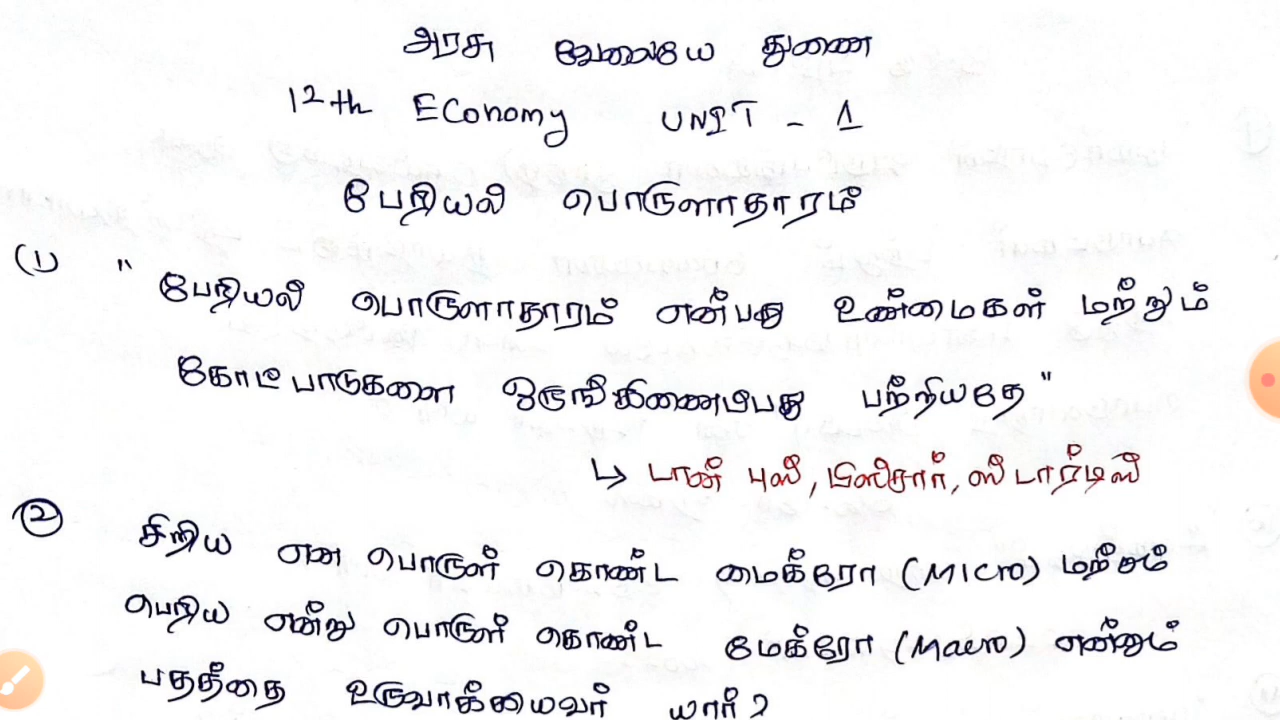 அரசு வேலையே துணை
12th Economy UNIT - 1
பேரியல் பொருளாதாரம்
(1) " பேரியல் பொருளாதாரம் என்பது உண்மைகள் மற்றும்
கோட்பாடுகளை ஒருங்கிணைப்பது பற்றியதே "
↳ டான் புஸ், பிஸ்சார், ஸ்டார்டஸ்
② சிறிய என பொருள் கொண்ட மைக்ரோ (Micro) மற்றும்
பெரிய என்று பொருள் கொண்ட மேக்ரோ (Macro) என்னும்
பதத்தை உருவாக்கியவர் யார்?